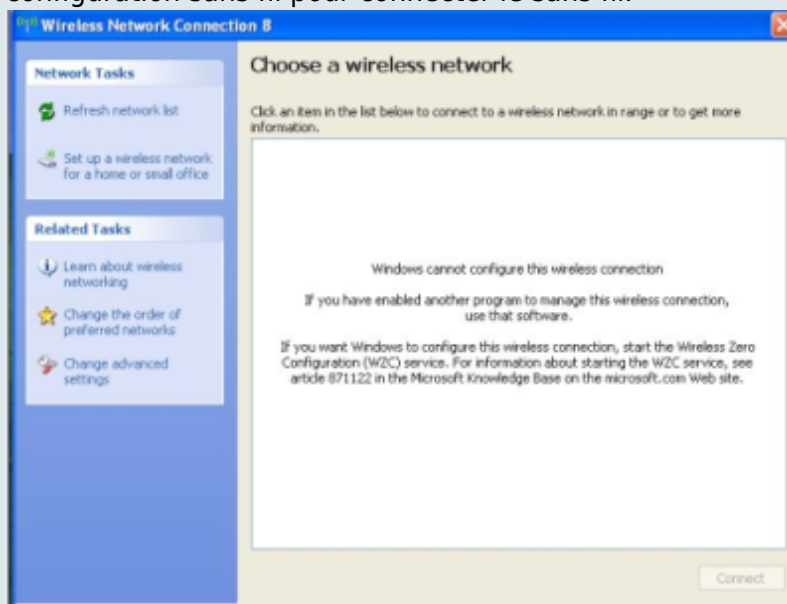 configuration sans fil pour connecter le sans fil.
Wireless Network Connection 8
Network Tasks
Refresh network list
Set up a wireless network
for a home or small office
Related Tasks
Learn about wireless
networking
Change the order of
preferred networks
Change advanced
settings
Choose a wireless network
Click an item in the list below to connect to a wireless network in range or to get more
information.
Windows cannot configure this wireless connection
If you have enabled another program to manage this wireless connection,
use that software.
If you want Windows to configure this wireless connection, start the Wireless Zero
Configuration (WZC) service. For information about starting the WZC service, see
article 871122 in the Microsoft Knowledge Base on the microsoft.com Web site.
Connect